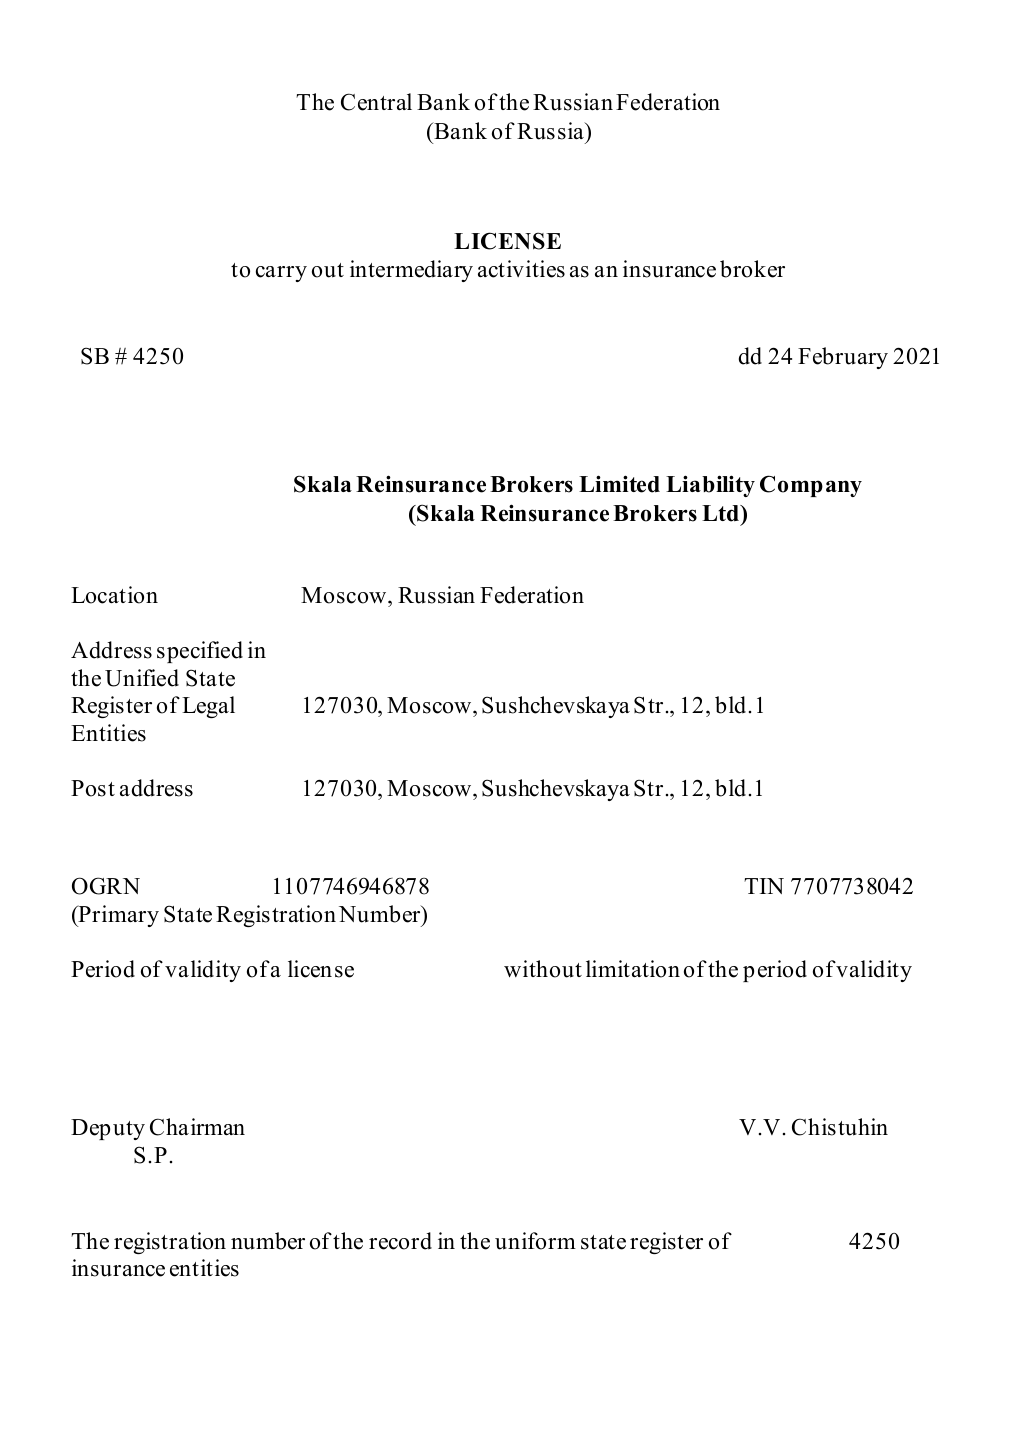 The Central Bank of the Russian Federation
(Bank of Russia)
LICENSE
to carry out intermediary activities as an insurance broker
SB # 4250 dd 24 February 2021
Skala Reinsurance Brokers Limited Liability Company
(Skala Reinsurance Brokers Ltd)
Location Moscow, Russian Federation
Address specified in
the Unified State
Register of Legal 127030, Moscow, Sushchevskaya Str., 12, bld.1
Entities
Post address 127030, Moscow, Sushchevskaya Str., 12, bld.1
OGRN 1107746946878 TIN 7707738042
(Primary State Registration Number)
Period of validity of a license without limitation of the period of validity
Deputy Chairman V.V. Chistuhin
S.P.
The registration number of the record in the uniform state register of 4250
insurance entities